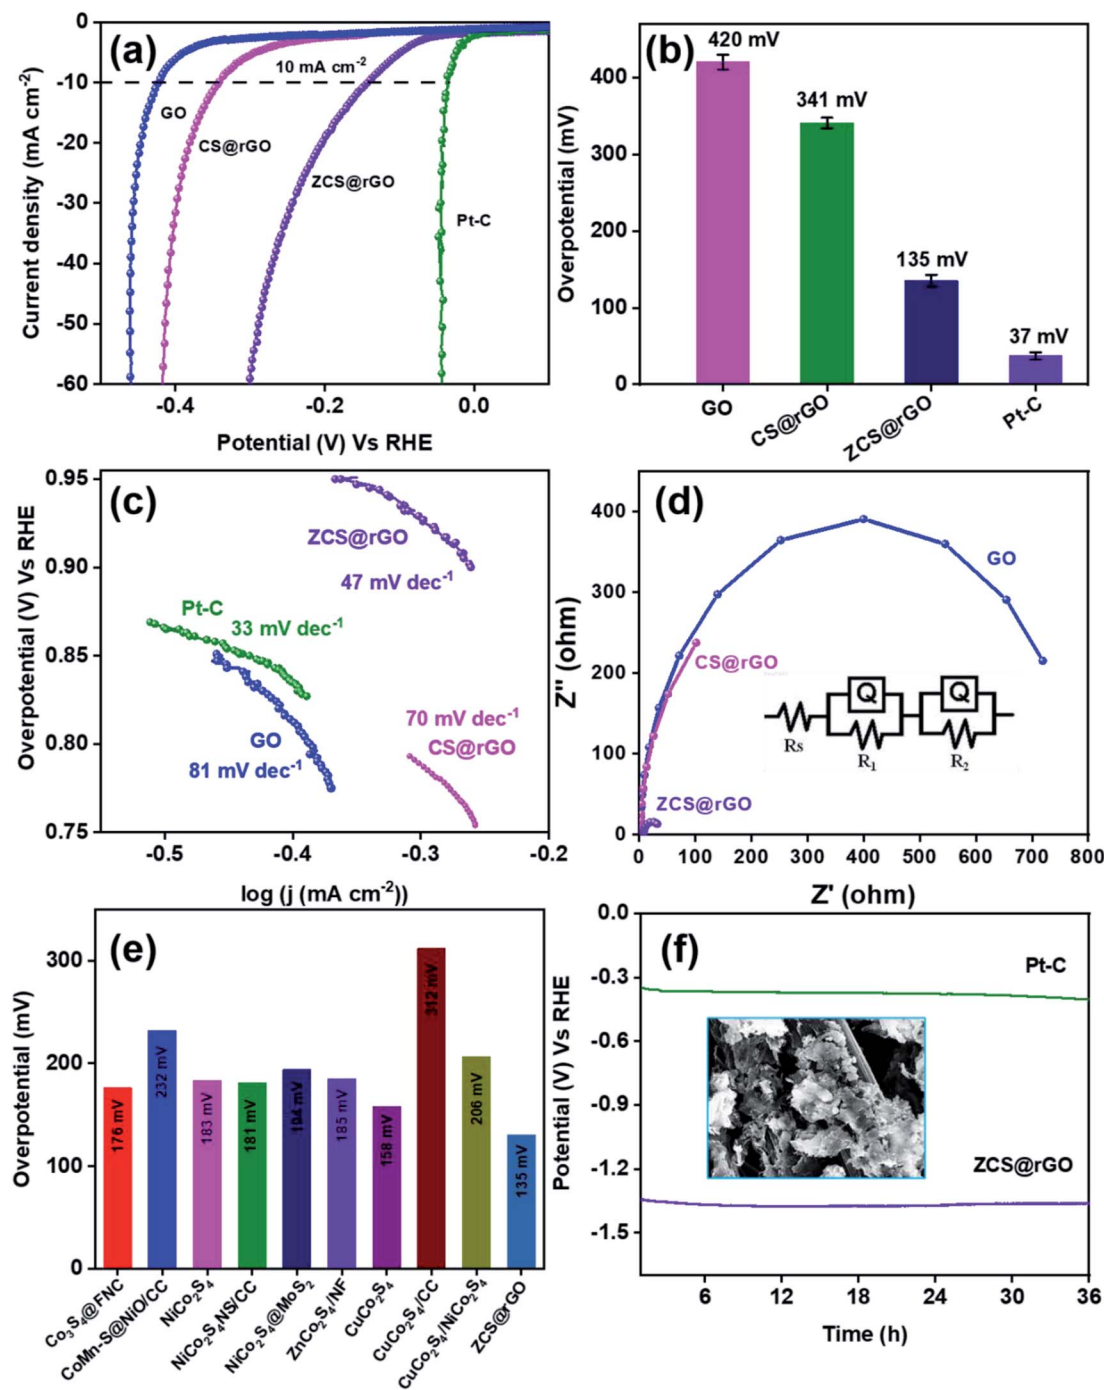 (a)
0
-10
-20
-30
-40
-50
-60
Current density (mA cm⁻²)
10 mA cm⁻²
GO
CS@rGO
ZCS@rGO
Pt-C
-0.4
-0.2
0.0
Potential (V) Vs RHE
(b)
400
300
200
100
0
Overpotential (mV)
420 mV
341 mV
135 mV
37 mV
GO
CS@rGO
ZCS@rGO
Pt-C
(c)
0.95
0.90
0.85
0.80
0.75
Overpotential (V) Vs RHE
ZCS@rGO
47 mV dec⁻¹
Pt-C
33 mV dec⁻¹
GO
81 mV dec⁻¹
70 mV dec⁻¹
CS@rGO
-0.5
-0.4
-0.3
-0.2
log (j (mA cm⁻²))
(d)
400
300
200
100
0
Z'' (ohm)
GO
CS@rGO
ZCS@rGO
Rs
Q
R₁
Q
R₂
0
100
200
300
400
500
600
700
800
Z' (ohm)
(e)
300
200
100
0
Overpotential (mV)
176 mV
232 mV
183 mV
181 mV
194 mV
185 mV
158 mV
312 mV
206 mV
135 mV
Co₃S₄@FNC
CoMn-S@NiO/CC
NiCo₂S₄
NiCo₂S₄NS/CC
NiCo₂S₄@MoS₂
ZnCo₂S₄/NF
CuCo₂S₄
CuCo₂S₄/CC
CuCo₂S₄/NiCo₂S₄
ZCS@rGO
(f)
0.0
-0.3
-0.6
-0.9
-1.2
-1.5
Potential (V) Vs RHE
Pt-C
ZCS@rGO
6
12
18
24
30
36
Time (h)